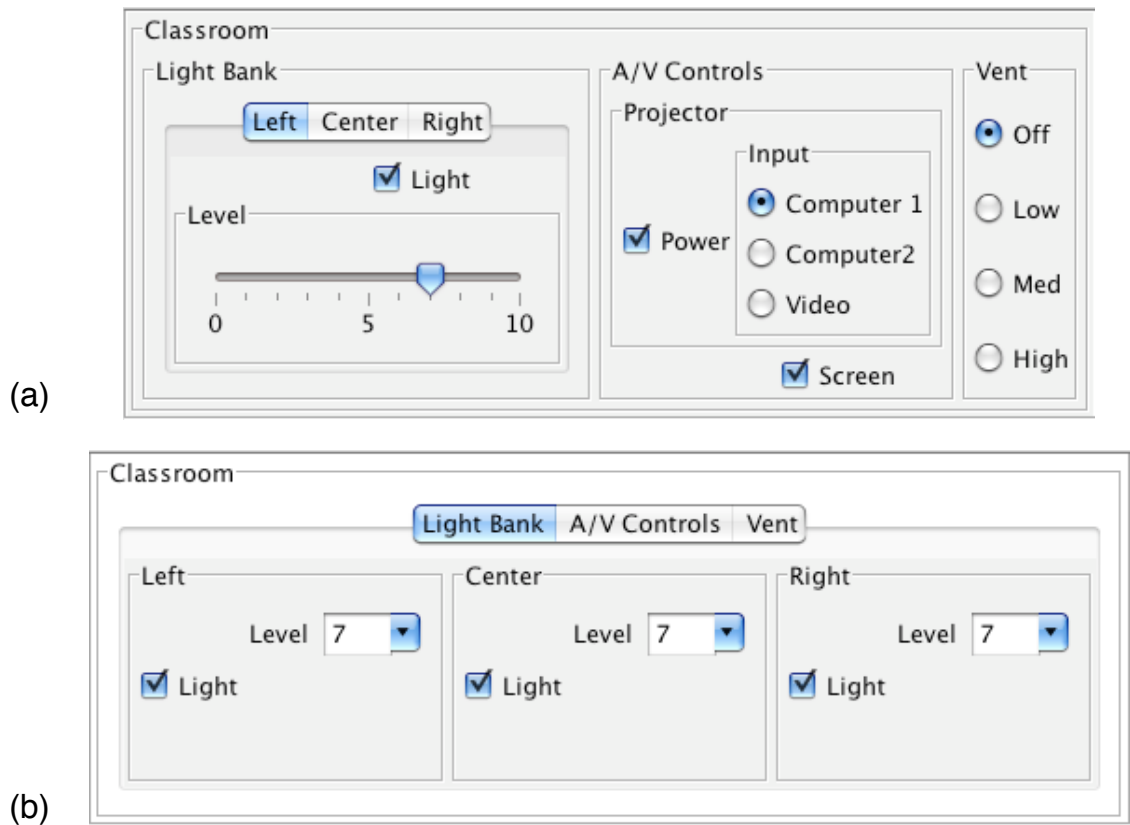 Classroom
Light Bank
Left Center Right
Light
Level
0 5 10
A/V Controls
Projector
Power
Input
Computer 1
Computer2
Video
Screen
Vent
Off
Low
Med
High
(a)
Classroom
Light Bank A/V Controls Vent
Left
Level 7
Light
Center
Level 7
Light
Right
Level 7
Light
(b)